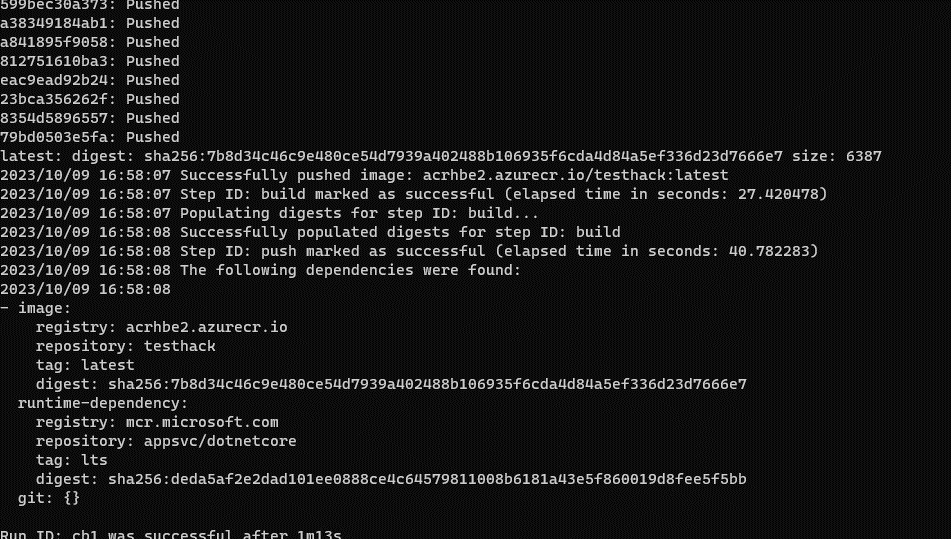 599bec30a373: Pushed
a38349184ab1: Pushed
a841895f9058: Pushed
812751610ba3: Pushed
eac9ead92b24: Pushed
23bca356262f: Pushed
8354d5896557: Pushed
79bd0503e5fa: Pushed
latest: digest: sha256:7b8d34c46c9e480ce54d7939a402488b106935f6cda4d84a5ef336d23d7666e7 size: 6387
2023/10/09 16:58:07 Successfully pushed image: acrhbe2.azurecr.io/testhack:latest
2023/10/09 16:58:07 Step ID: build marked as successful (elapsed time in seconds: 27.420478)
2023/10/09 16:58:07 Populating digests for step ID: build...
2023/10/09 16:58:08 Successfully populated digests for step ID: build
2023/10/09 16:58:08 Step ID: push marked as successful (elapsed time in seconds: 40.782283)
2023/10/09 16:58:08 The following dependencies were found:
2023/10/09 16:58:08
- image:
    registry: acrhbe2.azurecr.io
    repository: testhack
    tag: latest
    digest: sha256:7b8d34c46c9e480ce54d7939a402488b106935f6cda4d84a5ef336d23d7666e7
  runtime-dependency:
    registry: mcr.microsoft.com
    repository: appsvc/dotnetcore
    tag: lts
    digest: sha256:deda5af2e2dad101ee0888ce4c64579811008b6181a43e5f860019d8fee5f5bb
  git: {}
Run ID: cb1 was successful after 1m13s